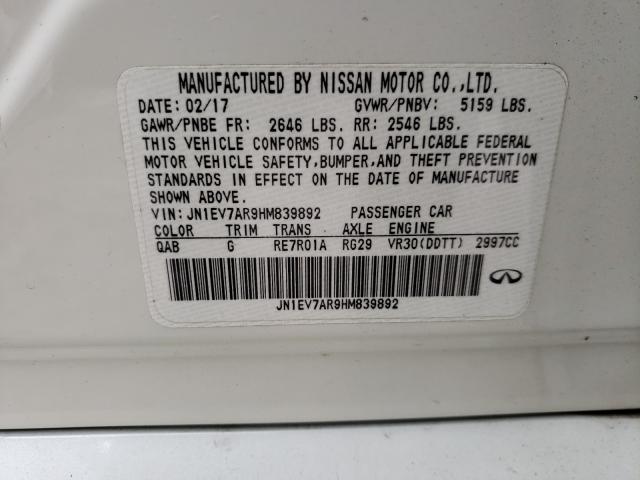 MANUFACTURED BY NISSAN MOTOR CO.,LTD.
DATE: 02/17 GVWR/PNBV: 5159 LBS.
GAWR/PNBE FR: 2646 LBS. RR: 2546 LBS.
THIS VEHICLE CONFORMS TO ALL APPLICABLE FEDERAL
MOTOR VEHICLE SAFETY,BUMPER,AND THEFT PREVENTION
STANDARDS IN EFFECT ON THE DATE OF MANUFACTURE
SHOWN ABOVE.
VIN: JN1EV7AR9HM839892 PASSENGER CAR
COLOR TRIM TRANS AXLE ENGINE
QAB G RE7R01A RG29 VR30(DDTT) 2997CC
JN1EV7AR9HM839892